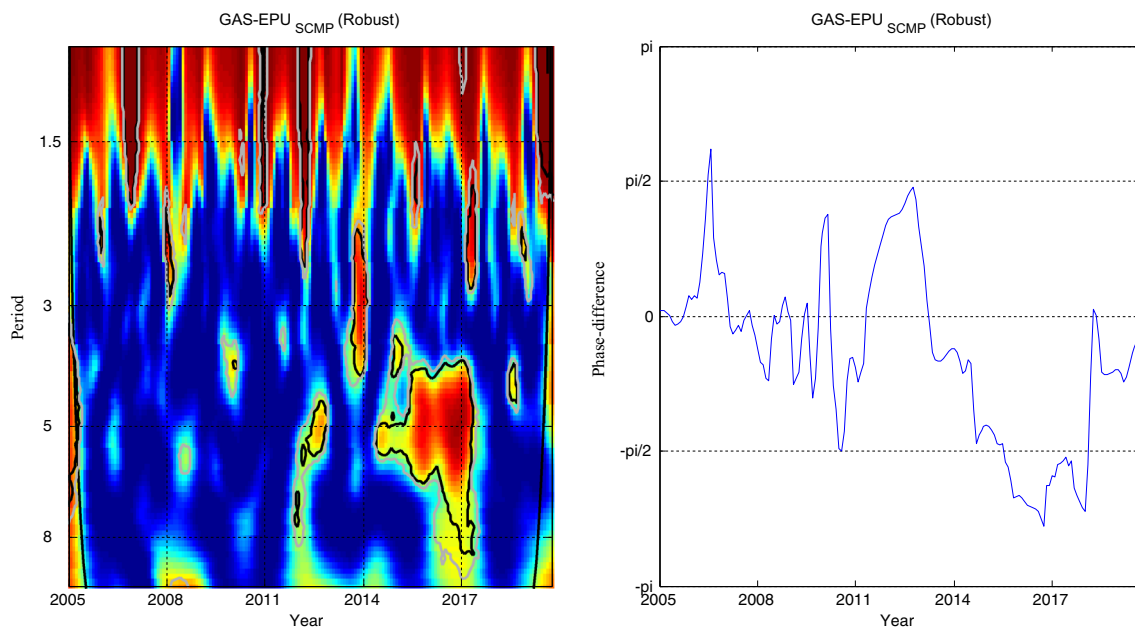 GAS-EPU SCMP (Robust)
1.5
3
5
8
Period
2005 2008 2011 2014 2017
Year
GAS-EPU SCMP (Robust)
pi
pi/2
0
-pi/2
-pi
Phase-difference
2005 2008 2011 2014 2017
Year